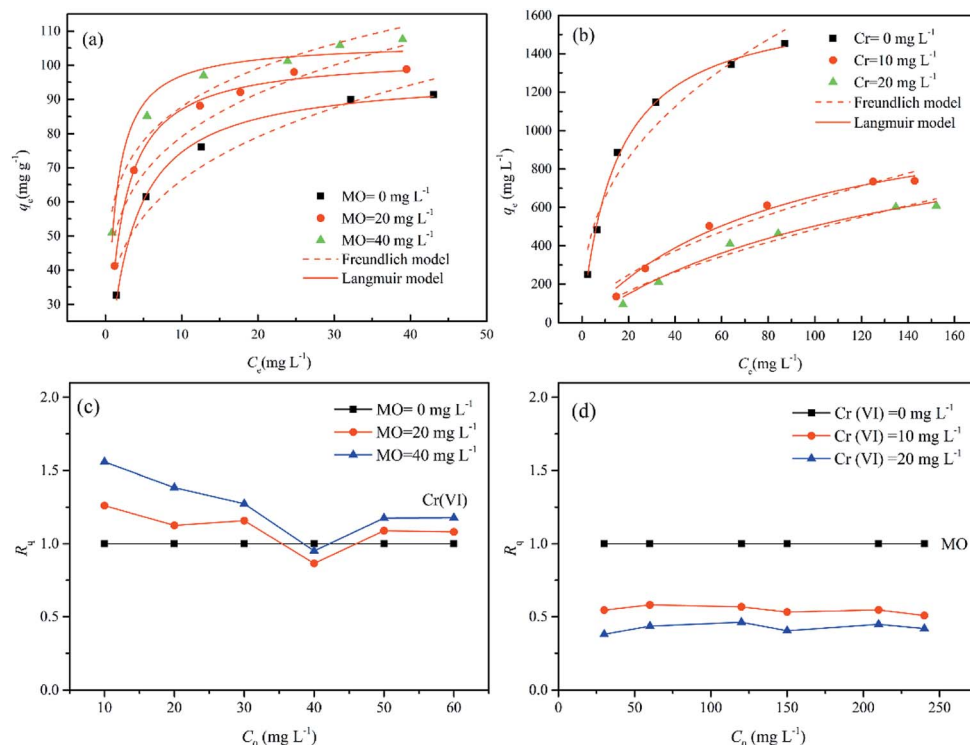 (a)
110
100
90
80
70
60
50
40
30
qₑ(mg g⁻¹)
MO= 0 mg L⁻¹
MO=20 mg L⁻¹
MO=40 mg L⁻¹
Freundlich model
Langmuir model
0 10 20 30 40 50
Cₑ(mg L⁻¹)
(b)
1600
1400
1200
1000
800
600
400
200
0
qₑ(mg L⁻¹)
Cr= 0 mg L⁻¹
Cr=10 mg L⁻¹
Cr=20 mg L⁻¹
Freundlich model
Langmuir model
0 20 40 60 80 100 120 140 160
Cₑ(mg L⁻¹)
(c)
2.0
1.5
1.0
0.5
0.0
R_q
MO= 0 mg L⁻¹
MO=20 mg L⁻¹
MO=40 mg L⁻¹
Cr(VI)
10 20 30 40 50 60
C₀ (mg L⁻¹)
(d)
2.0
1.5
1.0
0.5
0.0
R_q
Cr (VI) =0 mg L⁻¹
Cr (VI) =10 mg L⁻¹
Cr (VI) =20 mg L⁻¹
MO
0 50 100 150 200 250
C₀ (mg L⁻¹)